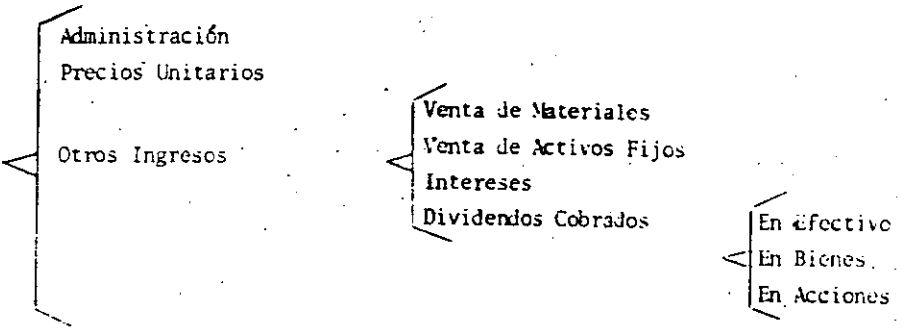 Administración
Precios Unitarios
Venta de Materiales
Otros Ingresos
Venta de Activos Fijos
Intereses
Dividendos Cobrados
En Efectivo
En Bienes
En Acciones